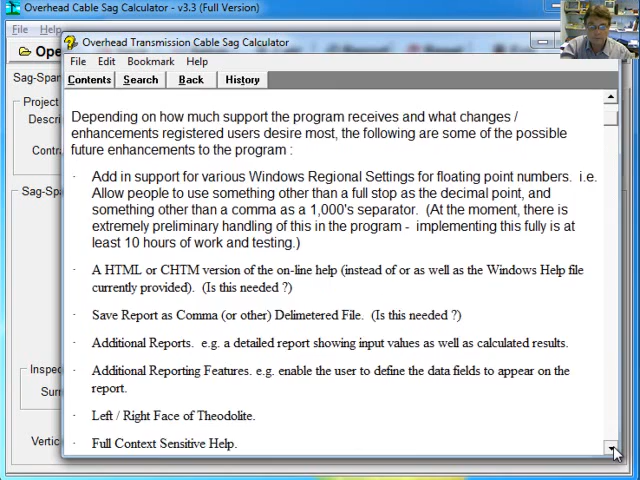 Overhead Cable Sag Calculator - v3.3 (Full Version)
File Help
Ope
Overhead Transmission Cable Sag Calculator
File Edit Bookmark Help
Contents Search Back History
Sag-Spa
Project
Descri
Contra
Sag-Span
Inspec
Surv
Vertic
Depending on how much support the program receives and what changes /
enhancements registered users desire most, the following are some of the possible
future enhancements to the program :
· Add in support for various Windows Regional Settings for floating point numbers. i.e.
Allow people to use something other than a full stop as the decimal point, and
something other than a comma as a 1,000's separator. (At the moment, there is
extremely preliminary handling of this in the program - implementing this fully is at
least 10 hours of work and testing.)
· A HTML or CHTM version of the on-line help (instead of or as well as the Windows Help file
currently provided). (Is this needed ?)
· Save Report as Comma (or other) Delimetered File. (Is this needed ?)
· Additional Reports. e.g. a detailed report showing input values as well as calculated results.
· Additional Reporting Features. e.g. enable the user to define the data fields to appear on the
report.
· Left / Right Face of Theodolite.
· Full Context Sensitive Help.